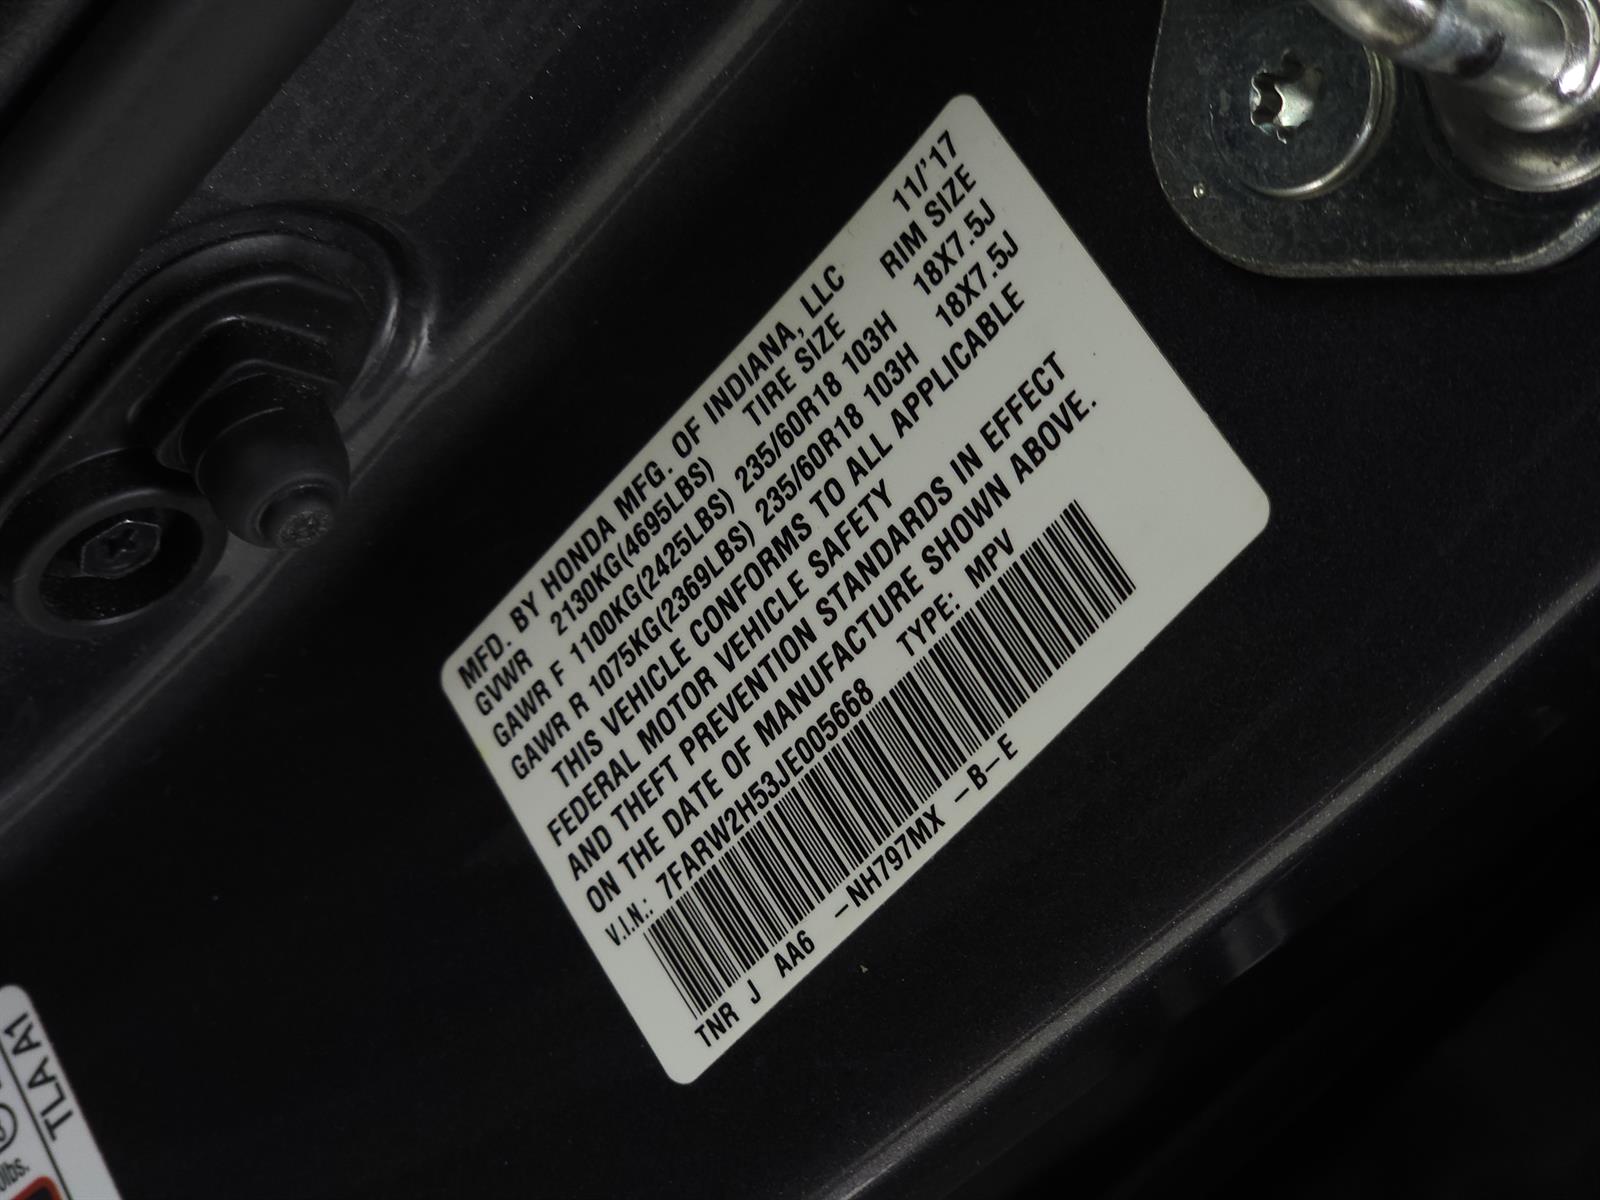 MFD. BY HONDA MFG. OF INDIANA, LLC 11/'17
GVWR 2130KG(4695LBS) TIRE SIZE RIM SIZE
GAWR F 1100KG(2425LBS) 235/60R18 103H 18X7.5J
GAWR R 1075KG(2369LBS) 235/60R18 103H 18X7.5J
THIS VEHICLE CONFORMS TO ALL APPLICABLE
FEDERAL MOTOR VEHICLE SAFETY
AND THEFT PREVENTION STANDARDS IN EFFECT
ON THE DATE OF MANUFACTURE SHOWN ABOVE.
V.I.N.: 7FARW2H53JE005668 TYPE: MPV
TNR J AA6 -NH797MX -B-E
TLA A1
lbs.